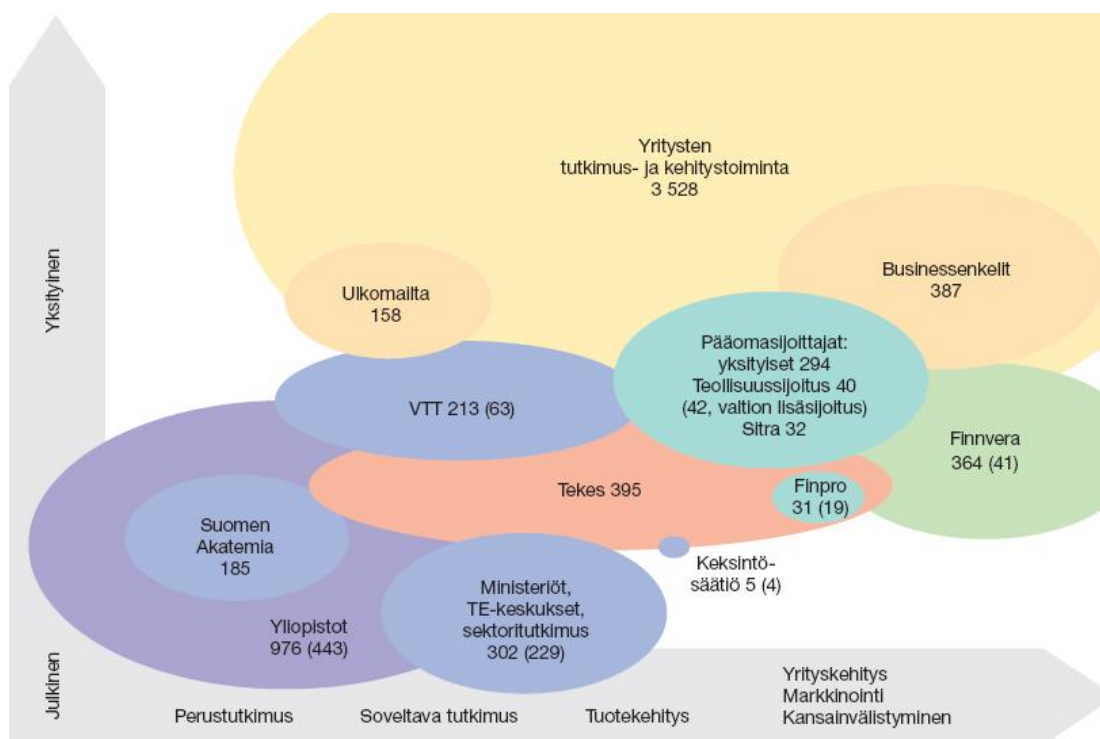 Yritysten
tutkimus- ja kehitystoiminta
3 528
Businessenkelit
387
Ulkomailta
158
Pääomasijoittajat:
yksityiset 294
Teollisuussijoitus 40
(42, valtion lisäsijoitus)
Sitra 32
VTT 213 (63)
Finnvera
364 (41)
Tekes 395
Finpro
31 (19)
Suomen
Akatemia
185
Keksintö-
säätiö 5 (4)
Ministeriöt,
TE-keskukset,
sektoritutkimus
302 (229)
Yliopistot
976 (443)
Yksityinen
Julkinen
Perustutkimus
Soveltava tutkimus
Tuotekehitys
Yrityskehitys
Markkinointi
Kansainvälistyminen